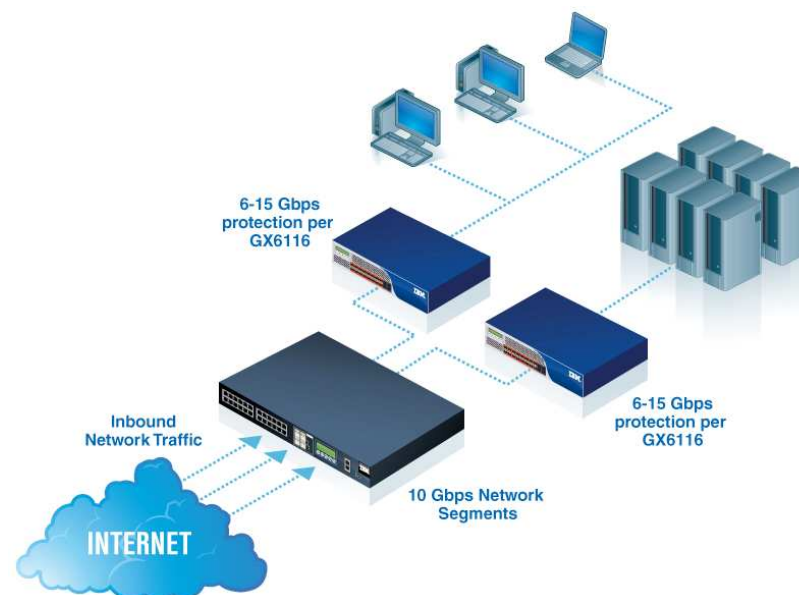 6-15 Gbps
protection per
GX6116
6-15 Gbps
protection per
GX6116
Inbound
Network Traffic
10 Gbps Network
Segments
INTERNET